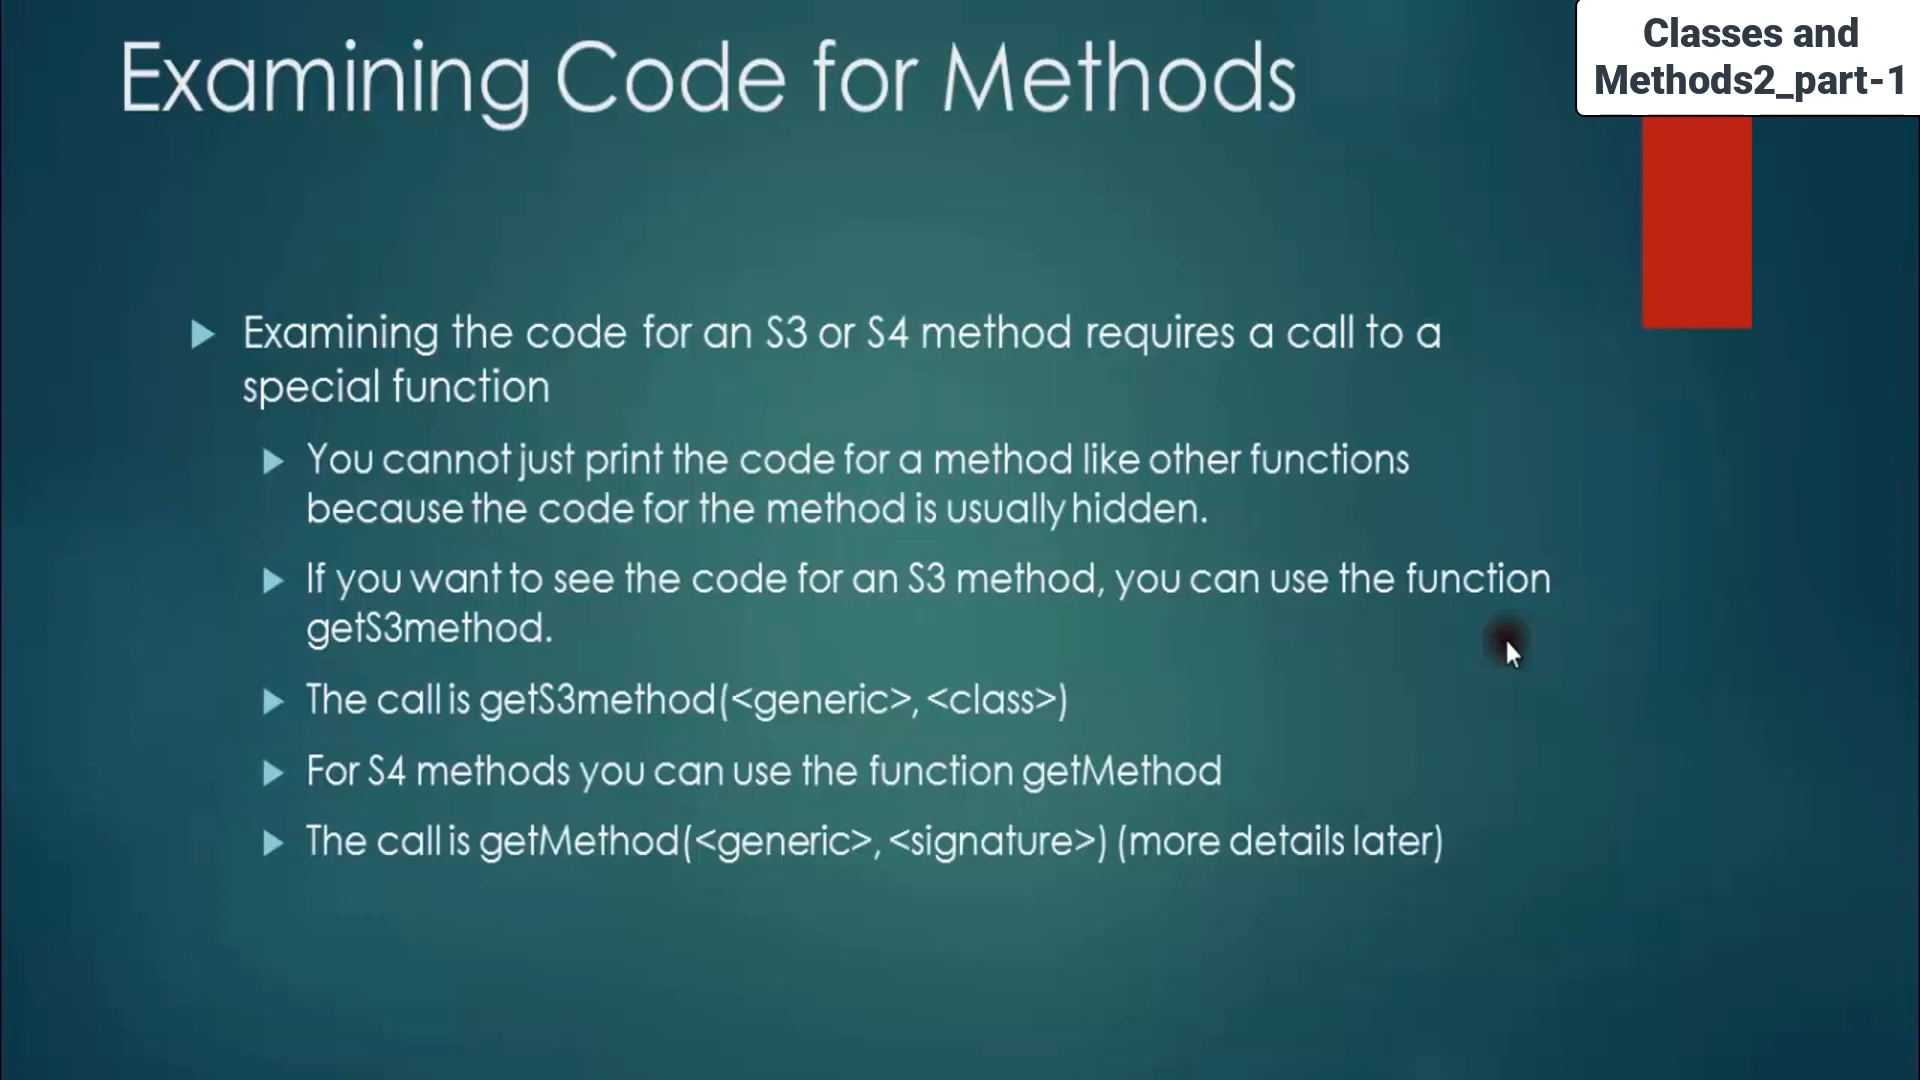 Examining Code for Methods
Classes and
Methods2_part-1
Examining the code for an S3 or S4 method requires a call to a
special function
You cannot just print the code for a method like other functions
because the code for the method is usually hidden.
If you want to see the code for an S3 method, you can use the function
getS3method.
The call is getS3method(<generic>, <class>)
For S4 methods you can use the function getMethod
The call is getMethod(<generic>, <signature>) (more details later)